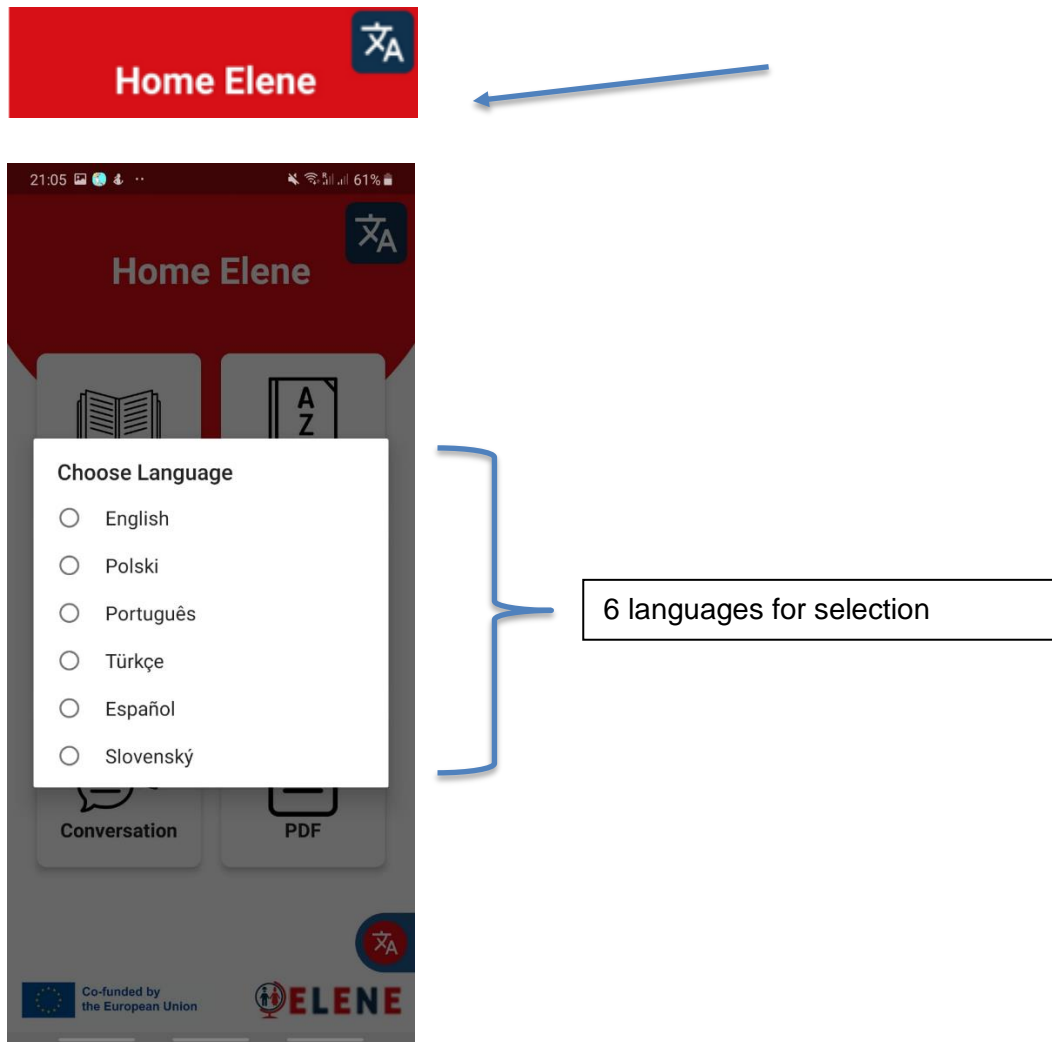 Home Elene
21:05
61%
Home Elene
A
Z
Choose Language
English
Polski
Português
Türkçe
Español
Slovenský
6 languages for selection
Conversation
PDF
Co-funded by
the European Union
ELENE